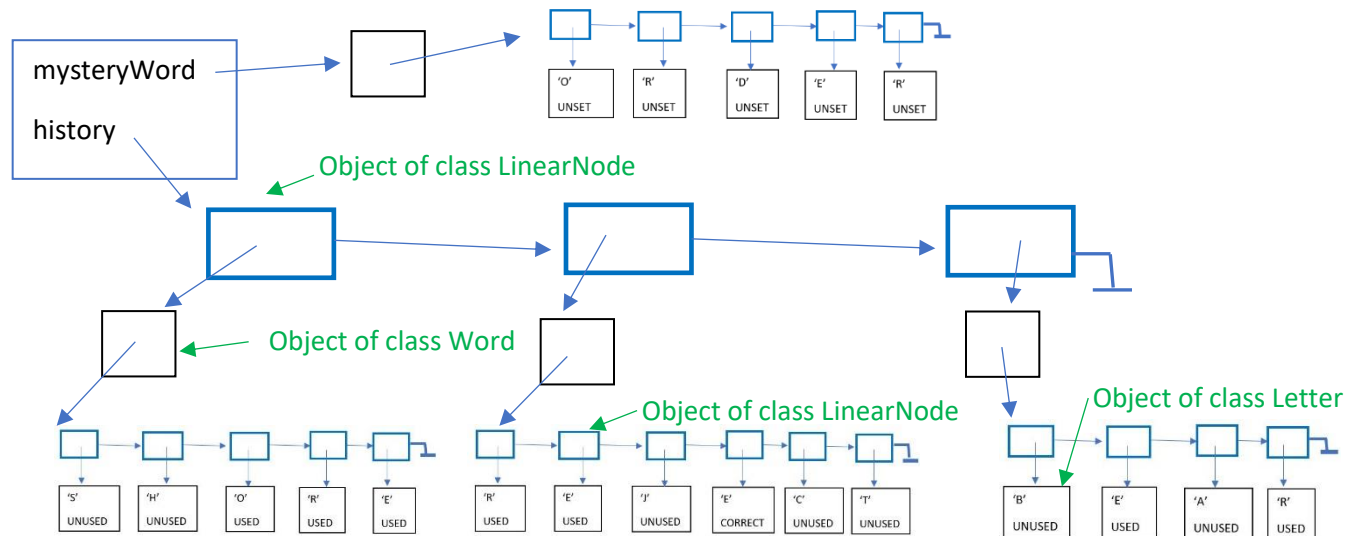 mysteryWord
history
'O' 'R' 'D' 'E' 'R'
UNSET UNSET UNSET UNSET UNSET
Object of class LinearNode
Object of class Word
Object of class LinearNode
Object of class Letter
'S' 'H' 'O' 'R' 'E'
UNUSED UNUSED USED USED USED
'R' 'E' 'J' 'E' 'C' 'T'
USED USED UNUSED CORRECT UNUSED UNUSED
'B' 'E' 'A' 'R'
UNUSED USED UNUSED USED